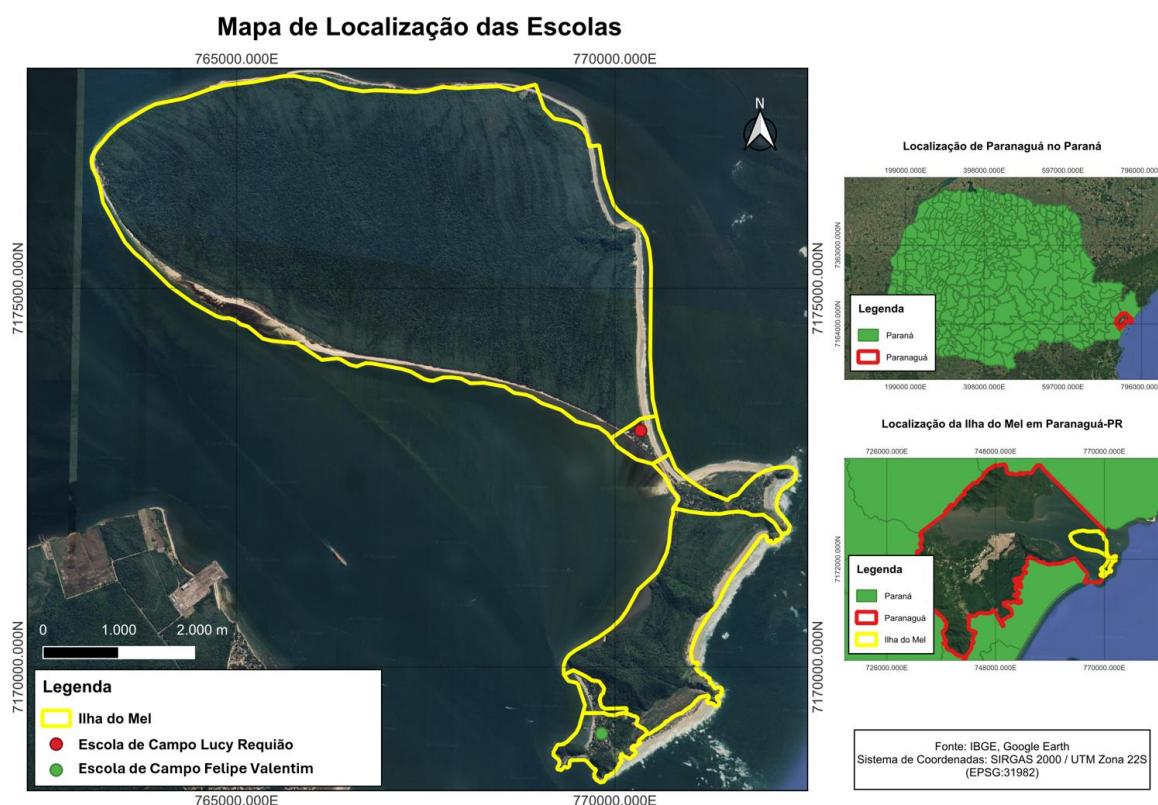 Mapa de Localização das Escolas
765000.000E 770000.000E
7175000.000N 7175000.000N
7170000.000N 7170000.000N
N
0 1.000 2.000 m
Legenda
Ilha do Mel
Escola de Campo Lucy Requião
Escola de Campo Felipe Valentim
765000.000E 770000.000E
Localização de Paranaguá no Paraná
199000.000E 398000.000E 597000.000E 796000.000E
7363000.000N
7164000.000N
Legenda
Paraná
Paranaguá
199000.000E 398000.000E 597000.000E 796000.000E
Localização da Ilha do Mel em Paranaguá-PR
726000.000E 748000.000E 770000.000E
7172000.000N
Legenda
Paraná
Paranaguá
Ilha do Mel
726000.000E 748000.000E 770000.000E
Fonte: IBGE, Google Earth
Sistema de Coordenadas: SIRGAS 2000 / UTM Zona 22S
(EPSG:31982)